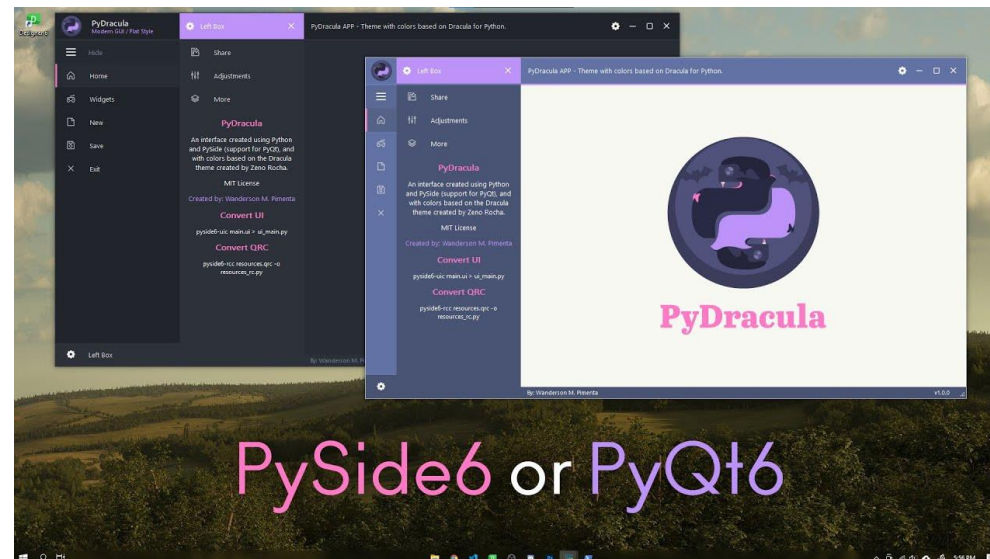 PyDracula
Modern GUI / Flat Style
Left Box
PyDracula APP - Theme with colors based on Dracula for Python.
Hide
Home
Widgets
New
Save
Exit
Left Box
Share
Adjustments
More
PyDracula
An interface created using Python
and PySide (support for PyQt), and
with colors based on the Dracula
theme created by Zeno Rocha.
MIT License
Created by: Wanderson M. Pimenta
Convert UI
pyside6-uic main.ui > ui_main.py
Convert QRC
pyside6-rcc resources.qrc -o
resources_rc.py
By: Wanderson M.
Left Box
PyDracula APP - Theme with colors based on Dracula for Python.
Share
Adjustments
More
PyDracula
An interface created using Python
and PySide (support for PyQt), and
with colors based on the Dracula
theme created by Zeno Rocha.
MIT License
Created by: Wanderson M. Pimenta
Convert UI
pyside6-uic main.ui > ui_main.py
Convert QRC
pyside6-rcc resources.qrc -o
resources_rc.py
PyDracula
By: Wanderson M. Pimenta
v1.0.0
PySide6 or PyQt6
5:56 PM